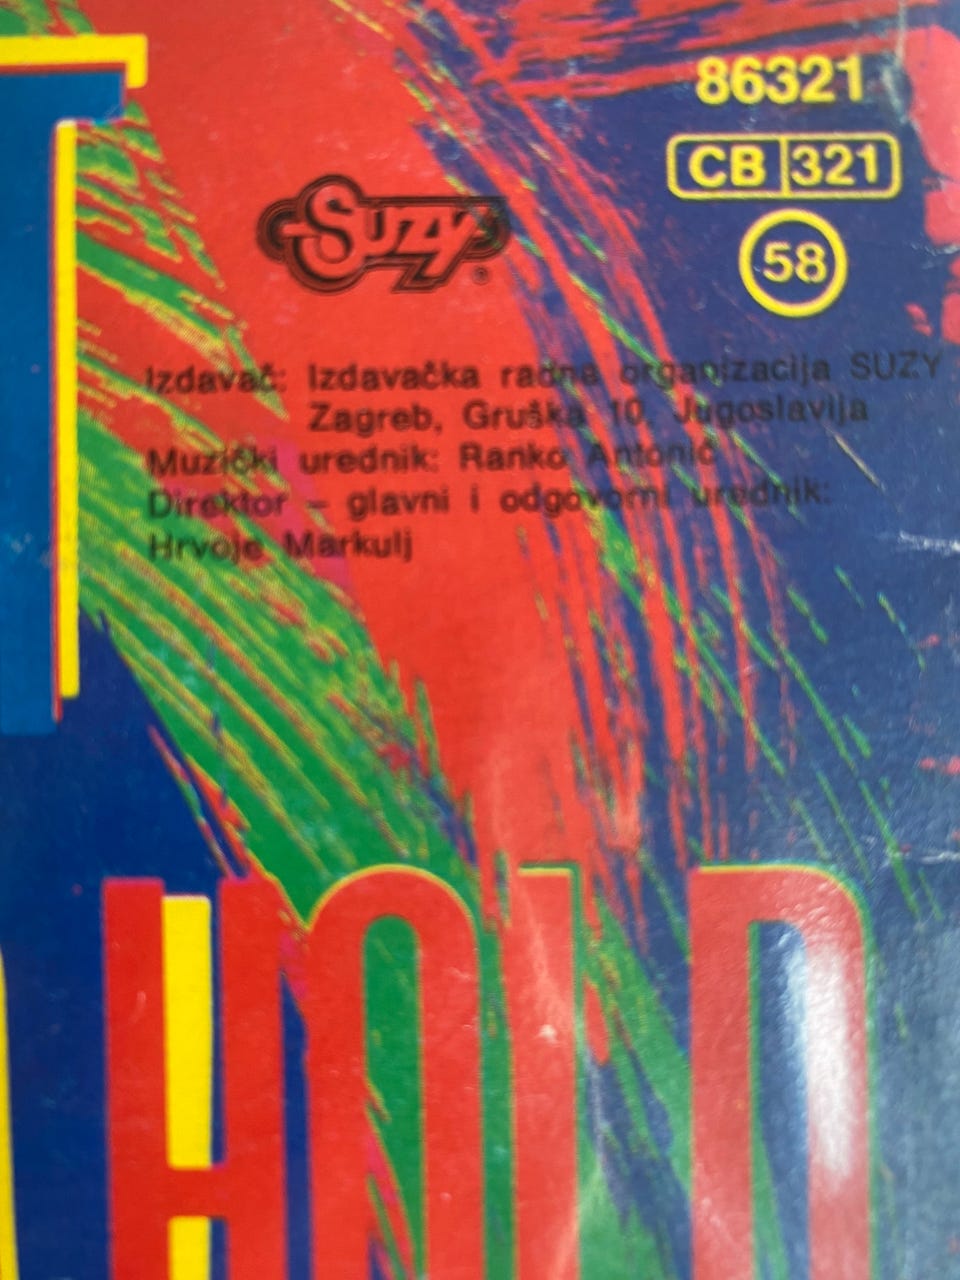 86321
CB 321
58
SUZY
Izdavač: Izdavačka radna organizacija SUZY
Zagreb, Gruška 10, Jugoslavija
Muzički urednik: Ranko Antonić
Direktor – glavni i odgovorni urednik:
Hrvoje Markulj
HOLD